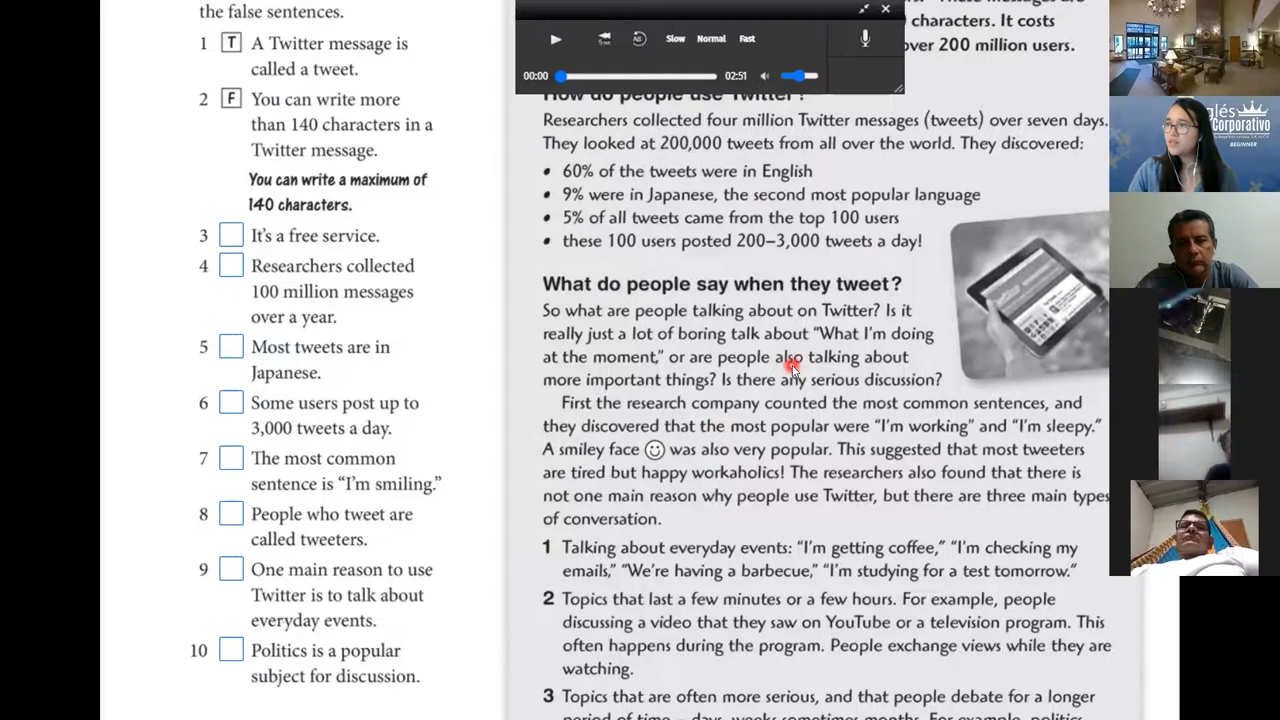 the false sentences.
1 T A Twitter message is
called a tweet.
2 F You can write more
than 140 characters in a
Twitter message.
You can write a maximum of
140 characters.
3 It's a free service.
4 Researchers collected
100 million messages
over a year.
5 Most tweets are in
Japanese.
6 Some users post up to
3,000 tweets a day.
7 The most common
sentence is "I'm smiling."
8 People who tweet are
called tweeters.
9 One main reason to use
Twitter is to talk about
everyday events.
10 Politics is a popular
subject for discussion.
Slow Normal Fast
00:00 02:51
characters. It costs
over 200 million users.
How do people use Twitter?
Researchers collected four million Twitter messages (tweets) over seven days.
They looked at 200,000 tweets from all over the world. They discovered:
• 60% of the tweets were in English
• 9% were in Japanese, the second most popular language
• 5% of all tweets came from the top 100 users
• these 100 users posted 200–3,000 tweets a day!
What do people say when they tweet?
So what are people talking about on Twitter? Is it
really just a lot of boring talk about "What I'm doing
at the moment," or are people also talking about
more important things? Is there any serious discussion?
First the research company counted the most common sentences, and
they discovered that the most popular were "I'm working" and "I'm sleepy."
A smiley face ☺ was also very popular. This suggested that most tweeters
are tired but happy workaholics! The researchers also found that there is
not one main reason why people use Twitter, but there are three main types
of conversation.
1 Talking about everyday events: "I'm getting coffee," "I'm checking my
emails," "We're having a barbecue," "I'm studying for a test tomorrow."
2 Topics that last a few minutes or a few hours. For example, people
discussing a video that they saw on YouTube or a television program. This
often happens during the program. People exchange views while they are
watching.
3 Topics that are often more serious, and that people debate for a longer
period of time – days, weeks sometimes months. For example, politics
glés
Corporativo
BEGINNER